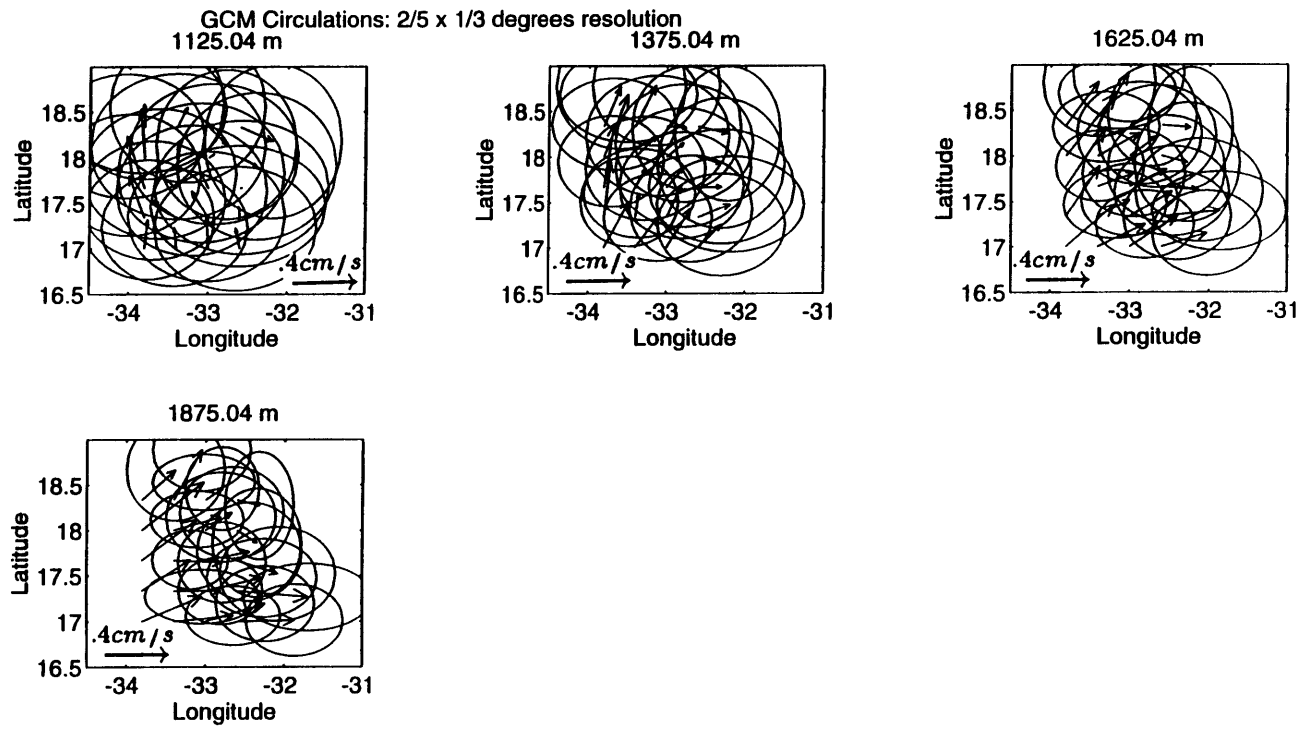 GCM Circulations: 2/5 x 1/3 degrees resolution
1125.04 m
1375.04 m
1625.04 m
Latitude
18.5
18
17.5
17
16.5
.4cm/s
-34
-33
-32
-31
Longitude
Latitude
18.5
18
17.5
17
16.5
.4cm/s
-34
-33
-32
-31
Longitude
Latitude
18.5
18
17.5
17
16.5
.4cm/s
-34
-33
-32
-31
Longitude
1875.04 m
Latitude
18.5
18
17.5
17
16.5
.4cm/s
-34
-33
-32
-31
Longitude